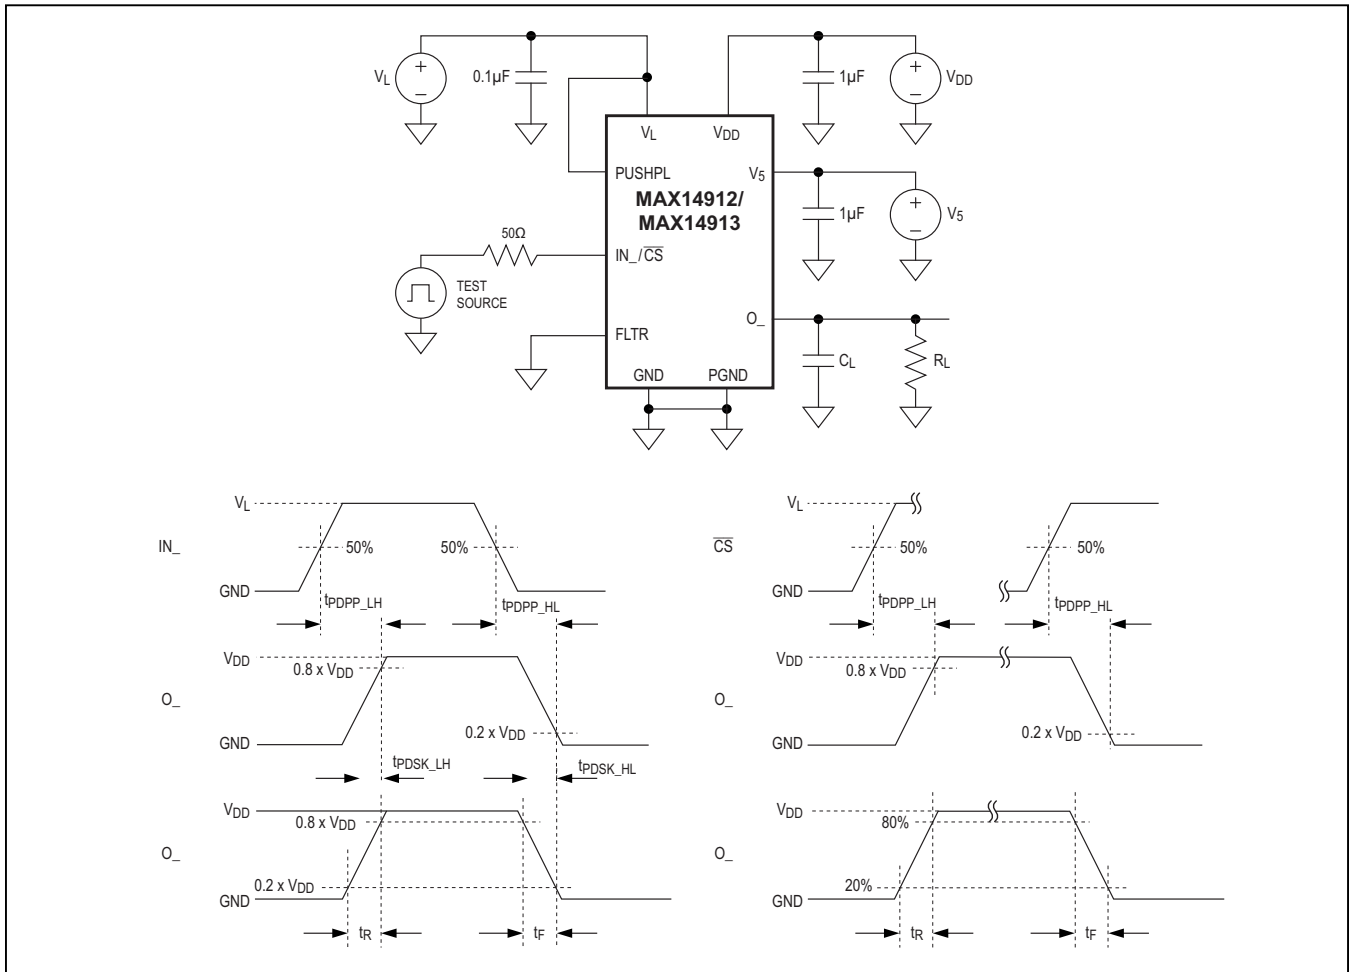 VL
0.1µF
1µF
VDD
VL
VDD
PUSHPL
V5
MAX14912/
MAX14913
1µF
V5
50Ω
IN_/CS
TEST
SOURCE
O_
FLTR
CL
RL
GND
PGND
VL
IN_
50%
50%
GND
tPDPP_LH
tPDPP_HL
VDD
0.8 x VDD
O_
0.2 x VDD
GND
tPDSK_LH
tPDSK_HL
VDD
0.8 x VDD
O_
0.2 x VDD
GND
tR
tF
VL
CS
50%
50%
GND
tPDPP_LH
tPDPP_HL
VDD
0.8 x VDD
O_
0.2 x VDD
GND
VDD
80%
O_
20%
GND
tR
tF